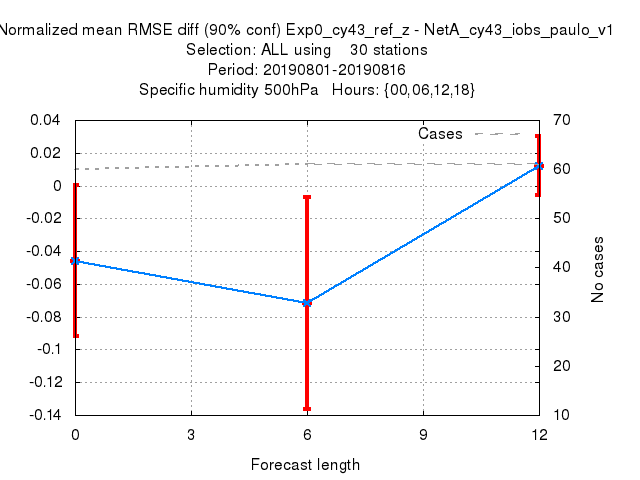 Normalized mean RMSE diff (90% conf) Exp0_cy43_ref_z - NetA_cy43_iobs_paulo_v1
Selection: ALL using 30 stations
Period: 20190801-20190816
Specific humidity 500hPa Hours: {00,06,12,18}
Cases
0.04
0.02
0
-0.02
-0.04
-0.06
-0.08
-0.1
-0.12
-0.14
70
60
50
40
30
20
10
No cases
0 3 6 9 12
Forecast length